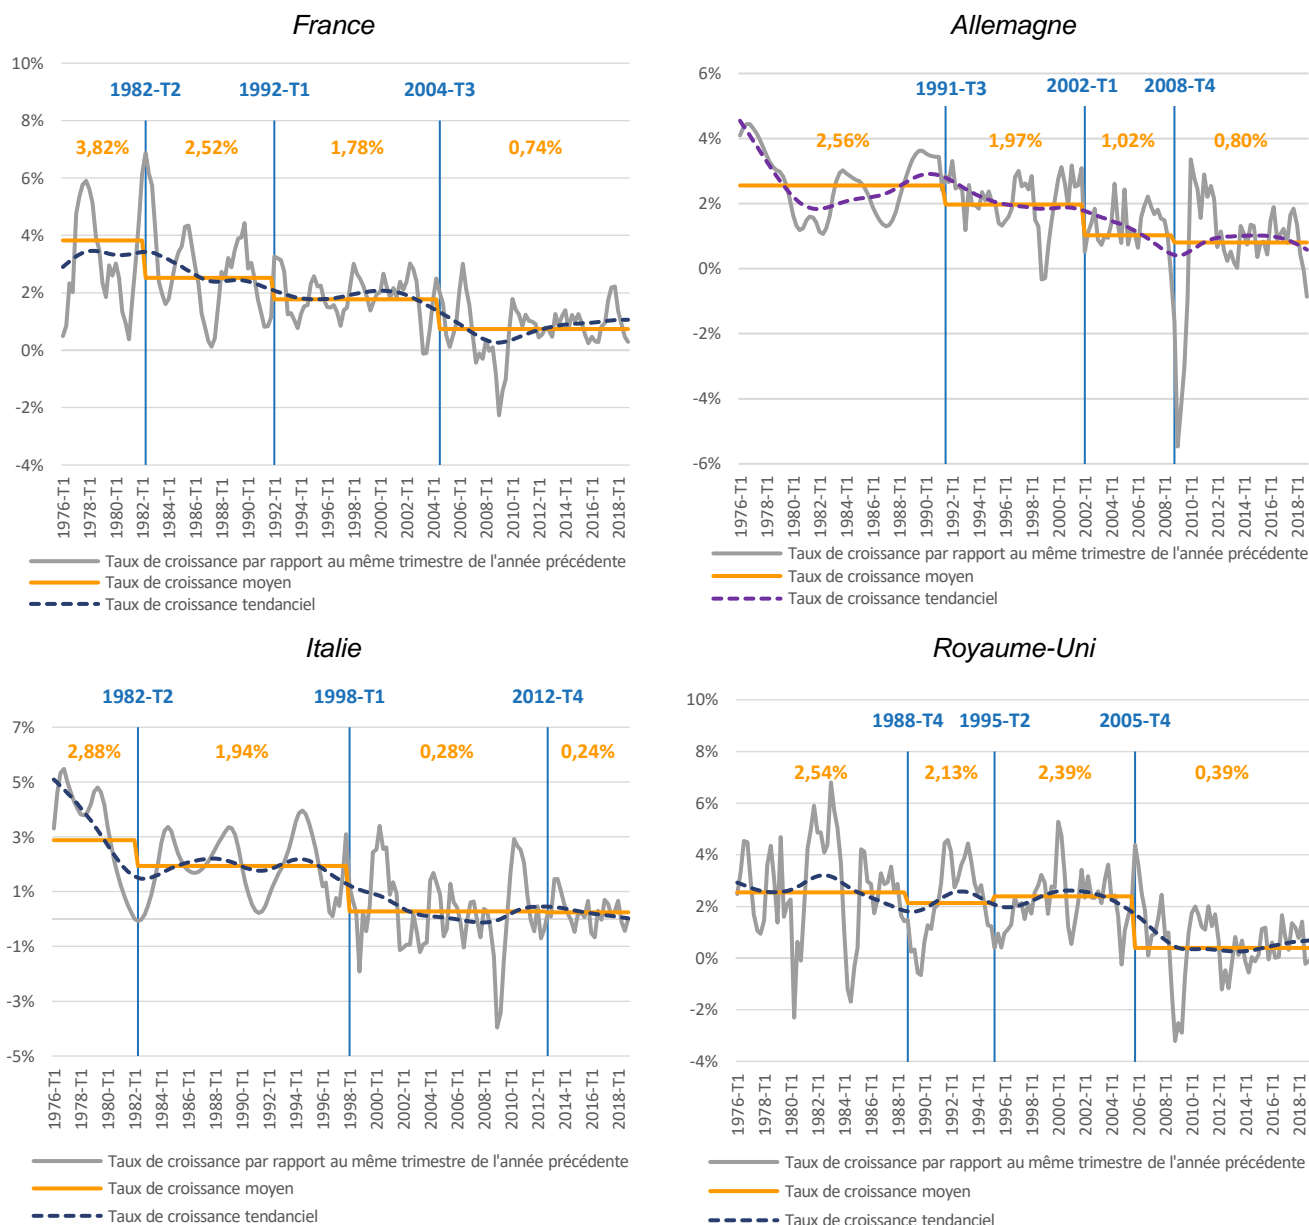 France
10%
8%
6%
4%
2%
0%
-2%
-4%
1982-T2
1992-T1
2004-T3
3,82%
2,52%
1,78%
0,74%
1976-T1
1978-T1
1980-T1
1982-T1
1984-T1
1986-T1
1988-T1
1990-T1
1992-T1
1994-T1
1996-T1
1998-T1
2000-T1
2002-T1
2004-T1
2006-T1
2008-T1
2010-T1
2012-T1
2014-T1
2016-T1
2018-T1
Taux de croissance par rapport au même trimestre de l'année précédente
Taux de croissance moyen
Taux de croissance tendanciel
Allemagne
6%
4%
2%
0%
-2%
-4%
-6%
1991-T3
2002-T1
2008-T4
2,56%
1,97%
1,02%
0,80%
1976-T1
1978-T1
1980-T1
1982-T1
1984-T1
1986-T1
1988-T1
1990-T1
1992-T1
1994-T1
1996-T1
1998-T1
2000-T1
2002-T1
2004-T1
2006-T1
2008-T1
2010-T1
2012-T1
2014-T1
2016-T1
2018-T1
Taux de croissance par rapport au même trimestre de l'année précédente
Taux de croissance moyen
Taux de croissance tendanciel
Italie
7%
5%
3%
1%
-1%
-3%
-5%
1982-T2
1998-T1
2012-T4
2,88%
1,94%
0,28%
0,24%
1976-T1
1978-T1
1980-T1
1982-T1
1984-T1
1986-T1
1988-T1
1990-T1
1992-T1
1994-T1
1996-T1
1998-T1
2000-T1
2002-T1
2004-T1
2006-T1
2008-T1
2010-T1
2012-T1
2014-T1
2016-T1
2018-T1
Taux de croissance par rapport au même trimestre de l'année précédente
Taux de croissance moyen
Taux de croissance tendanciel
Royaume-Uni
10%
8%
6%
4%
2%
0%
-2%
-4%
1988-T4
1995-T2
2005-T4
2,54%
2,13%
2,39%
0,39%
1976-T1
1978-T1
1980-T1
1982-T1
1984-T1
1986-T1
1988-T1
1990-T1
1992-T1
1994-T1
1996-T1
1998-T1
2000-T1
2002-T1
2004-T1
2006-T1
2008-T1
2010-T1
2012-T1
2014-T1
2016-T1
2018-T1
Taux de croissance par rapport au même trimestre de l'année précédente
Taux de croissance moyen
Taux de croissance tendanciel